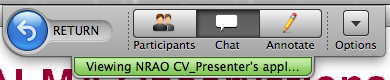 RETURN
Participants Chat Annotate Options
Viewing NRAO CV_Presenter's appl...